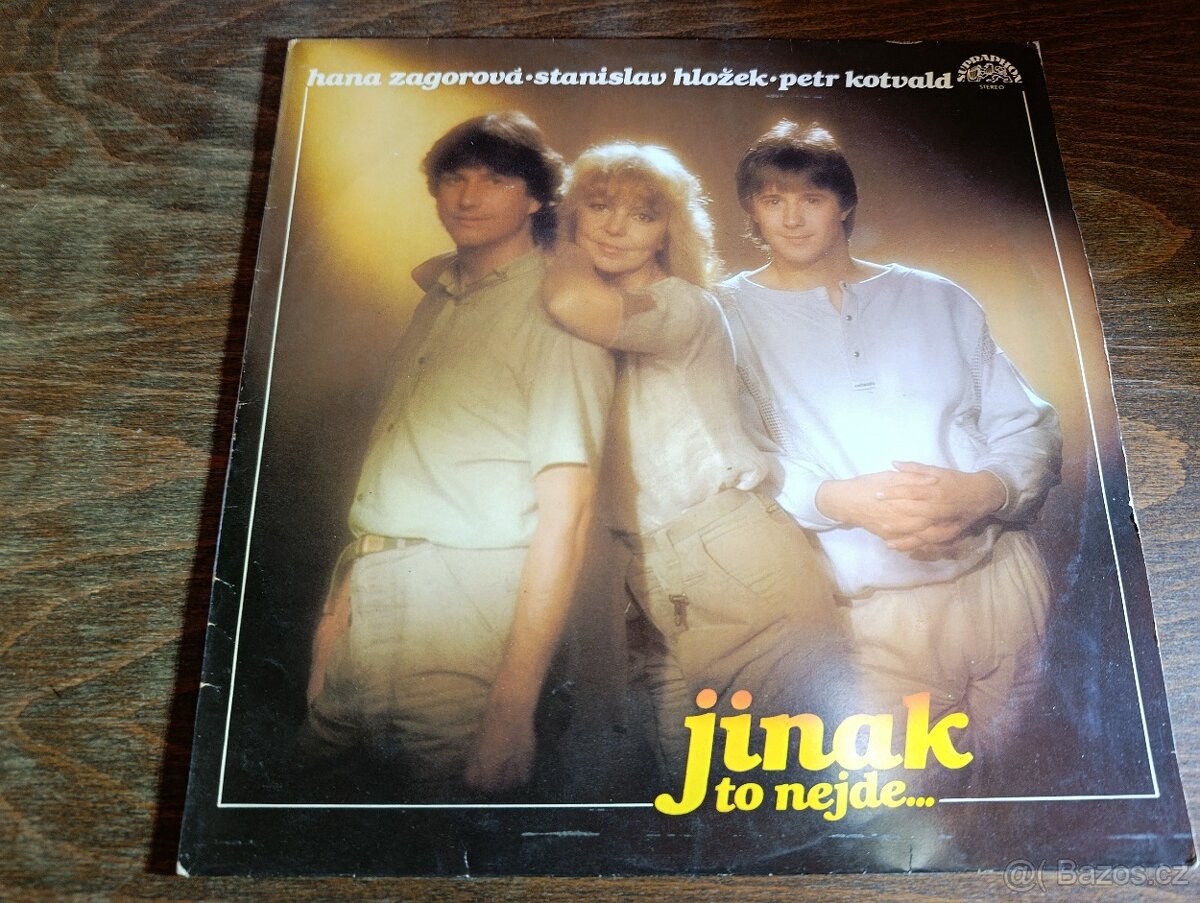 hana zagorová·stanislav hložek·petr kotvald
SUPRAPHON
STEREO
jinak
to nejde...
@( Bazos.cz